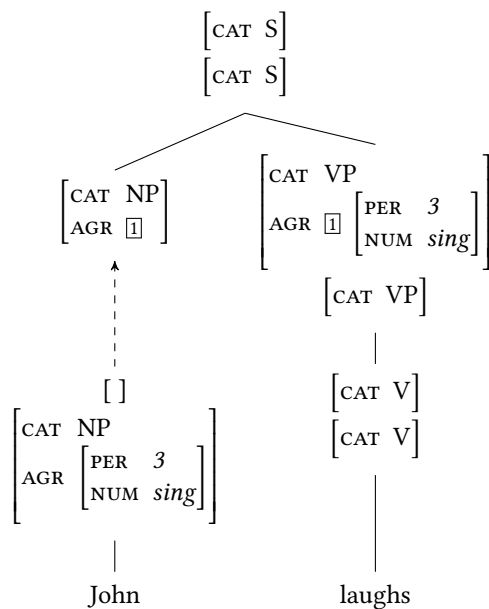 [CAT S]
[CAT S]
[CAT NP
AGR 1]
[CAT VP
AGR 1 [PER 3
NUM sing]]
[CAT VP]
[ ]
[CAT NP
AGR [PER 3
NUM sing]]
[CAT V]
[CAT V]
John laughs